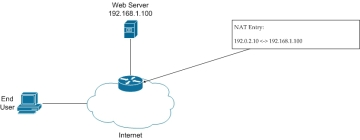 Web Server
192.168.1.100
NAT Entry:
192.0.2.10 <-> 192.168.1.100
End
User
Internet